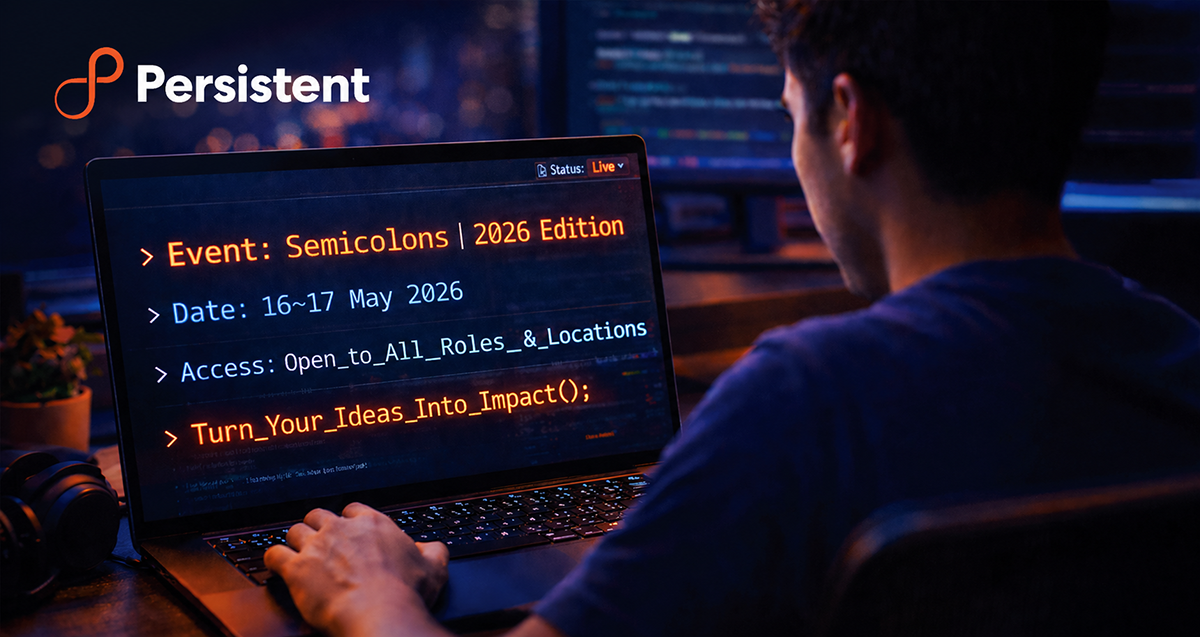 Persistent
Status: Live
> Event: Semicolons | 2026 Edition
> Date: 16~17 May 2026
> Access: Open_to_All_Roles_&_Locations
> Turn_Your_Ideas_Into_Impact();